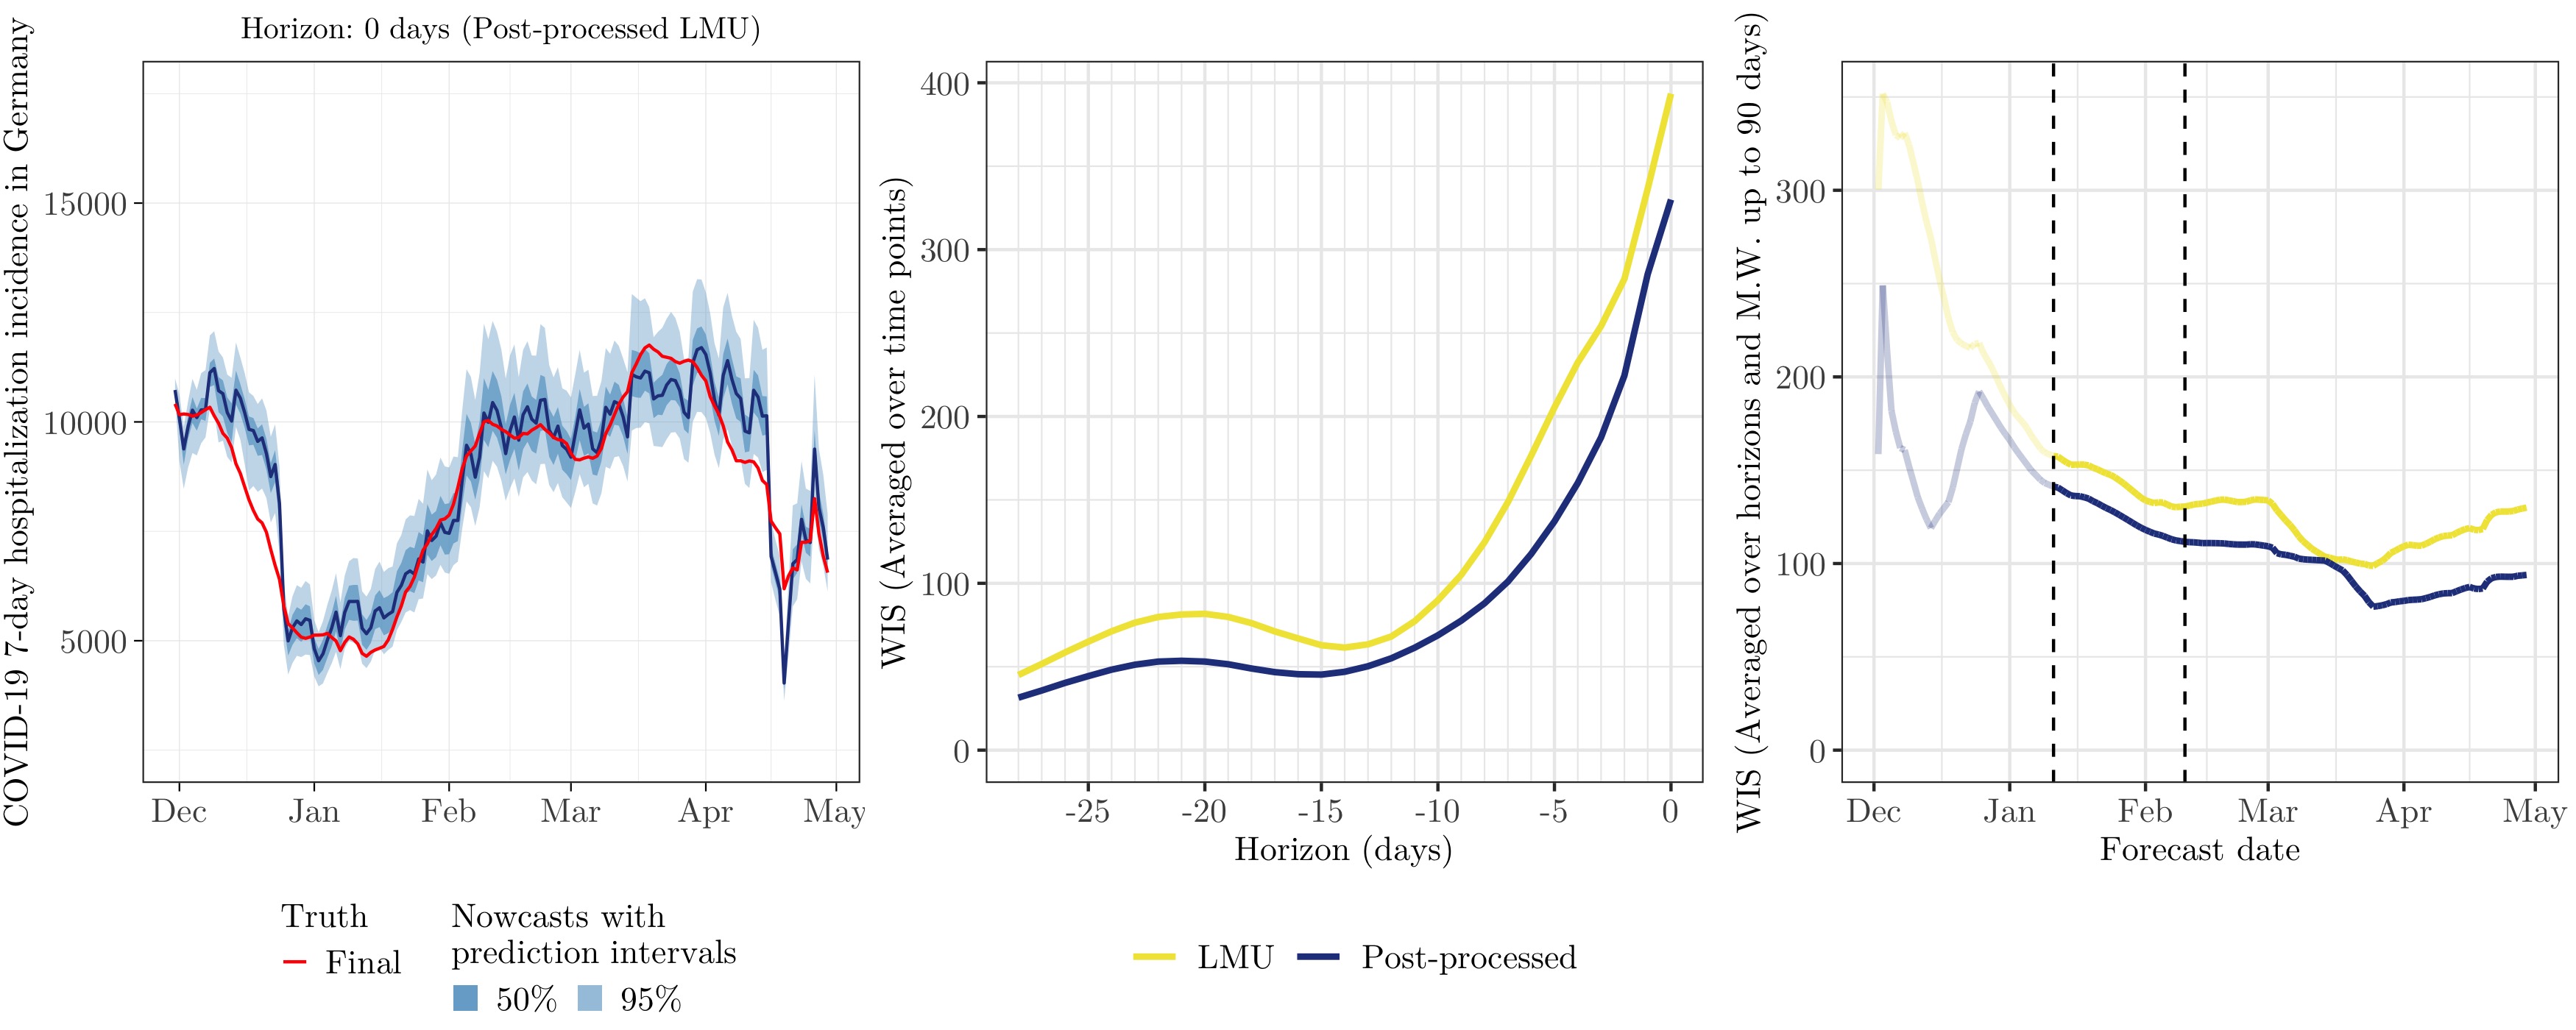 Horizon: 0 days (Post-processed LMU)
COVID-19 7-day hospitalization incidence in Germany
15000
10000
5000
Dec Jan Feb Mar Apr May
Truth
Final
Nowcasts with
prediction intervals
50% 95%
WIS (Averaged over time points)
400
300
200
100
0
-25 -20 -15 -10 -5 0
Horizon (days)
LMU Post-processed
WIS (Averaged over horizons and M.W. up to 90 days)
300
200
100
0
Dec Jan Feb Mar Apr May
Forecast date